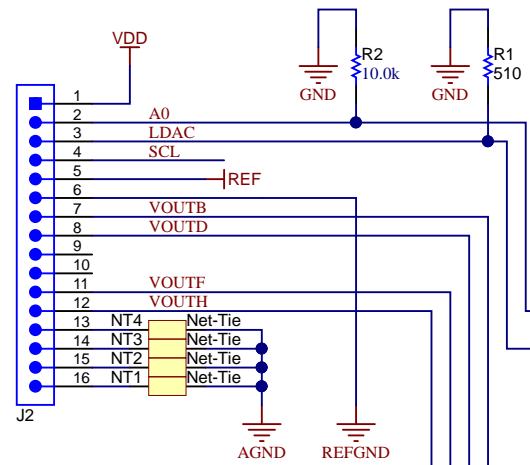 VDD
R2
10.0k
GND
R1
510
GND
1
2 A0
3 LDAC
4 SCL
5 REF
6
7 VOUTB
8 VOUTD
9
10
11 VOUTF
12 VOUTH
13 NT4 Net-Tie
14 NT3 Net-Tie
15 NT2 Net-Tie
16 NT1 Net-Tie
J2
AGND
REFGND